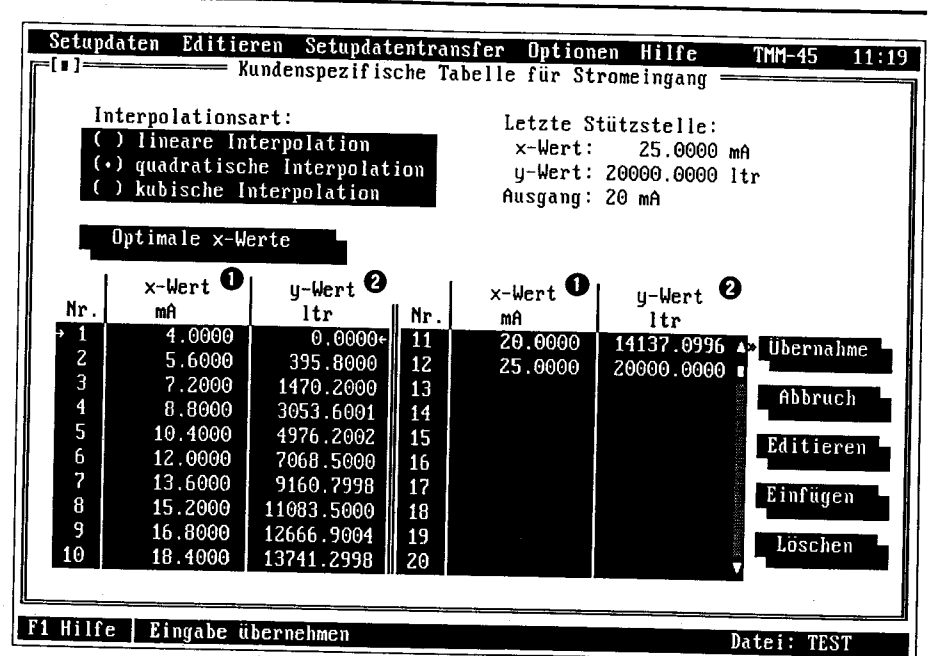 Setupdaten Editieren Setupdatentransfer Optionen Hilfe TMM-45 11:19
[▪] Kundenspezifische Tabelle für Stromeingang
Interpolationsart:
( ) lineare Interpolation
(•) quadratische Interpolation
( ) kubische Interpolation
Letzte Stützstelle:
x-Wert: 25.0000 mA
y-Wert: 20000.0000 ltr
Ausgang: 20 mA
Optimale x-Werte
Nr. x-Wert ❶ mA y-Wert ❷ ltr
1 4.0000 0.0000
2 5.6000 395.8000
3 7.2000 1470.2000
4 8.8000 3053.6001
5 10.4000 4976.2002
6 12.0000 7068.5000
7 13.6000 9160.7998
8 15.2000 11083.5000
9 16.8000 12666.9004
10 18.4000 13741.2998
Nr. x-Wert ❶ mA y-Wert ❷ ltr
11 20.0000 14137.0996
12 25.0000 20000.0000
13
14
15
16
17
18
19
20
» Übernahme
Abbruch
Editieren
Einfügen
Löschen
F1 Hilfe Eingabe übernehmen Datei: TEST